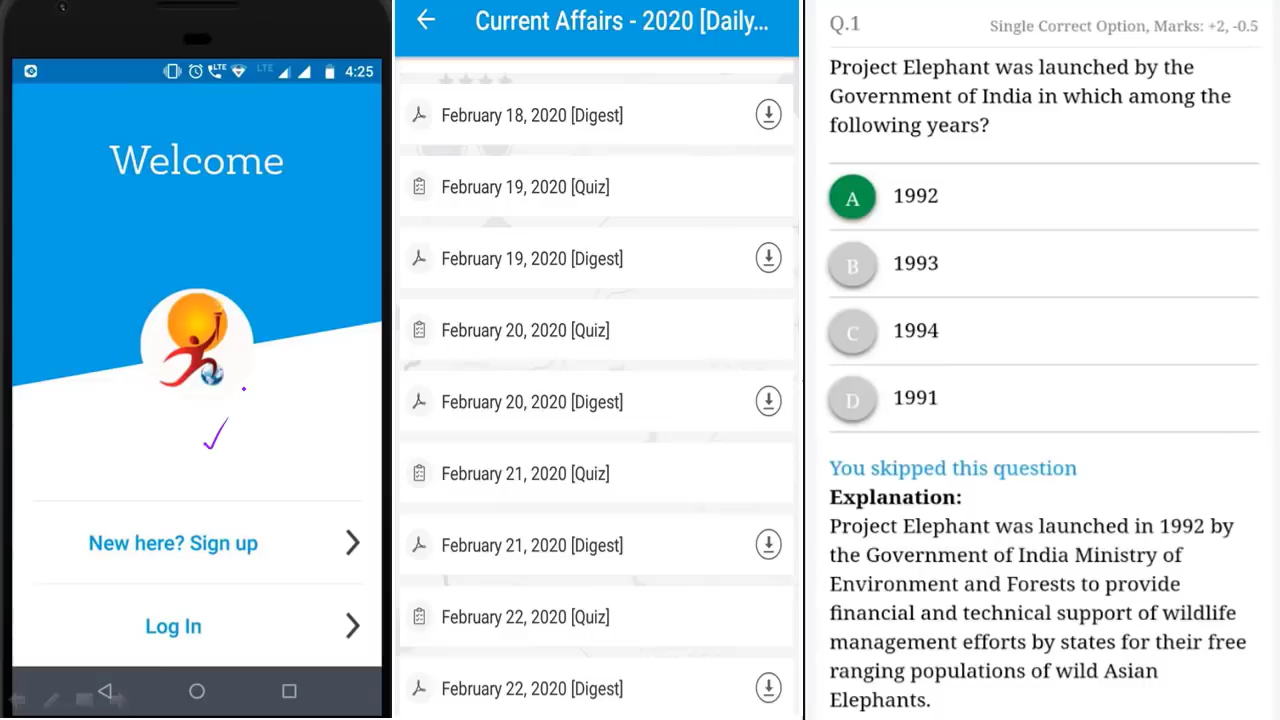 LTE
LTE
4:25
Welcome
New here? Sign up
Log In
Current Affairs - 2020 [Daily...
February 18, 2020 [Digest]
February 19, 2020 [Quiz]
February 19, 2020 [Digest]
February 20, 2020 [Quiz]
February 20, 2020 [Digest]
February 21, 2020 [Quiz]
February 21, 2020 [Digest]
February 22, 2020 [Quiz]
February 22, 2020 [Digest]
Q.1
Single Correct Option, Marks: +2, -0.5
Project Elephant was launched by the
Government of India in which among the
following years?
A 1992
B 1993
C 1994
D 1991
You skipped this question
Explanation:
Project Elephant was launched in 1992 by
the Government of India Ministry of
Environment and Forests to provide
financial and technical support of wildlife
management efforts by states for their free
ranging populations of wild Asian
Elephants.